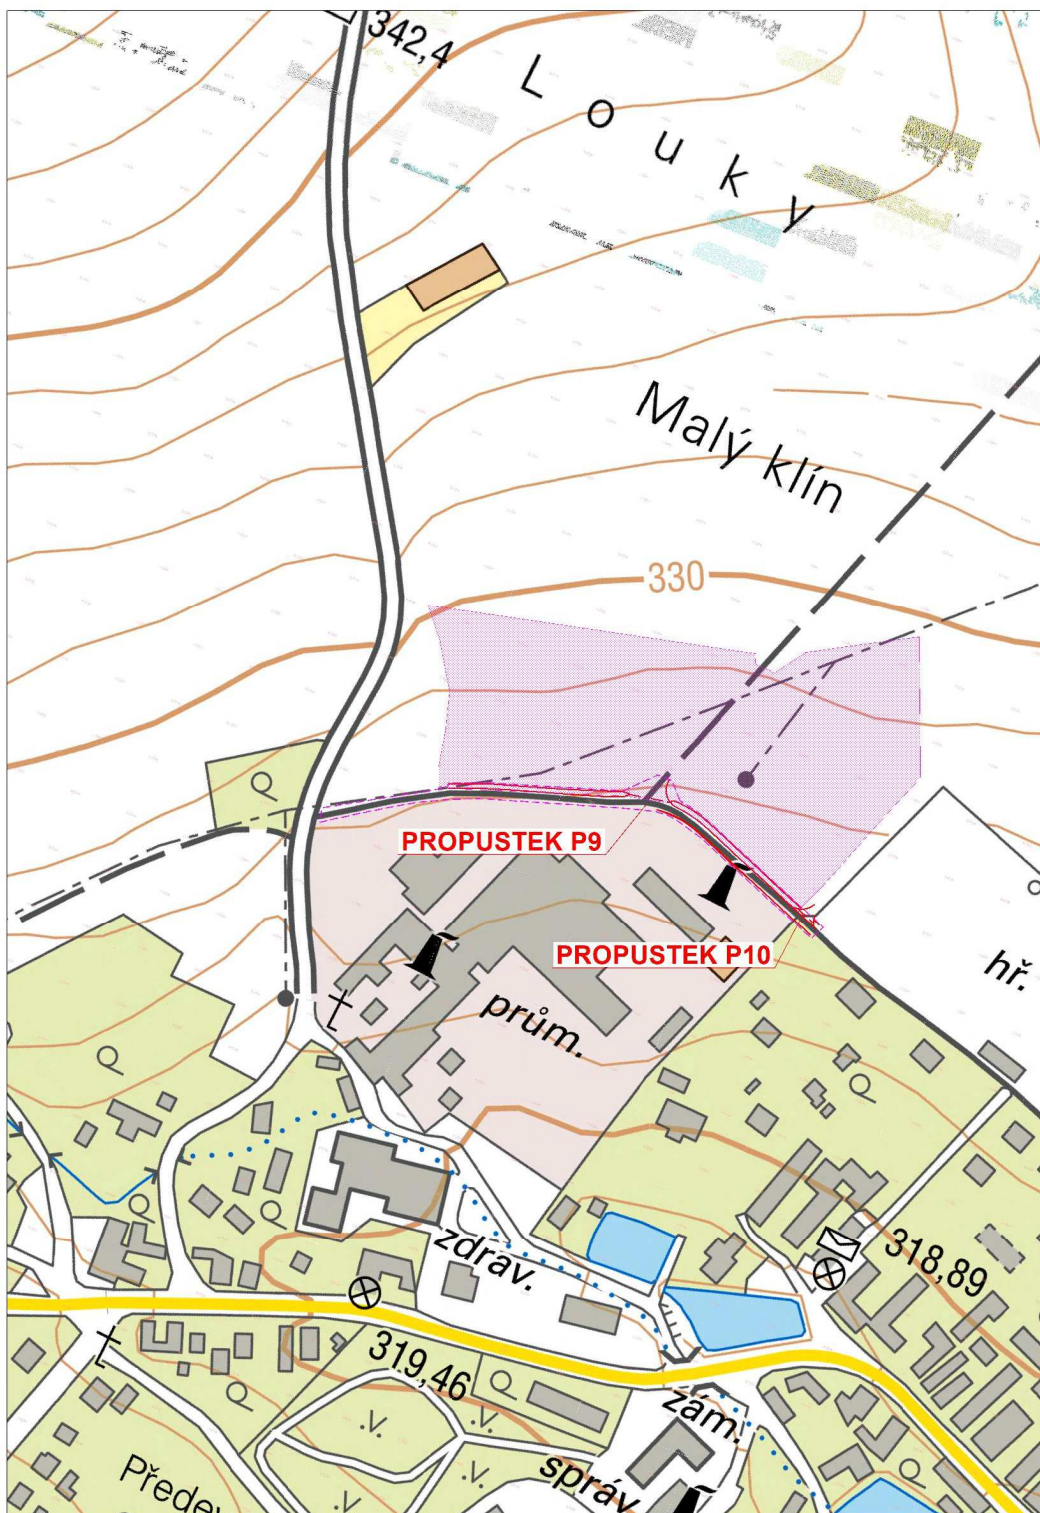 342,4
Louky
Malý klín
330
PROPUSTEK P9
PROPUSTEK P10
hř.
prům.
zdrav.
318,89
319,46
zám.
správ.
.v.
.v.
.v.
.v.